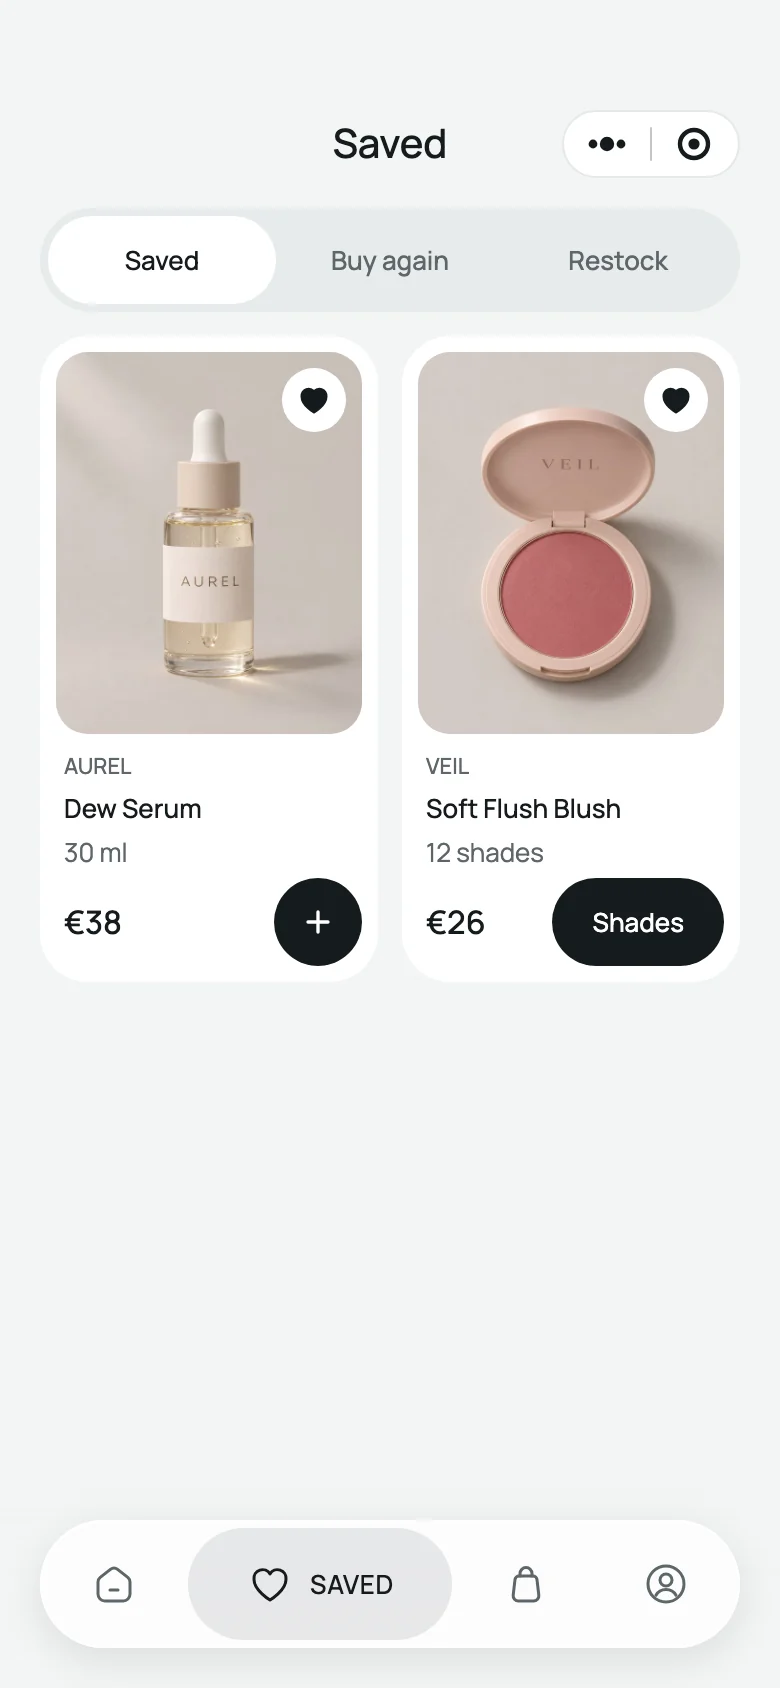 Saved
Saved
Buy again
Restock
AUREL
VEIL
AUREL
Dew Serum
30 ml
€38
VEIL
Soft Flush Blush
12 shades
€26
Shades
SAVED